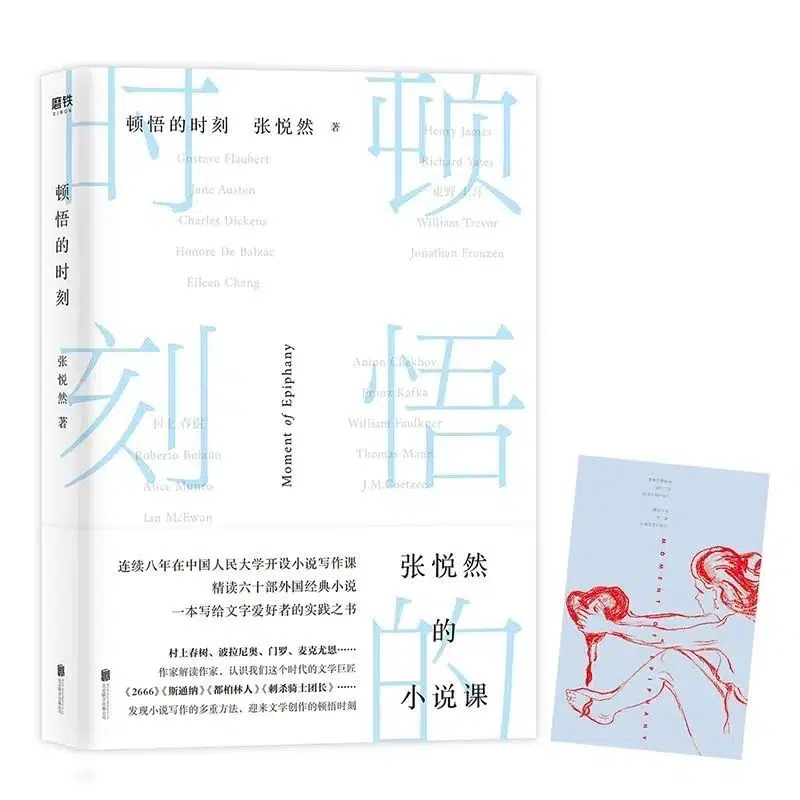 磨铁
XIRON
顿悟的时刻
张悦然 著
顿悟的时刻 张悦然 著
时
顿
Gustave Flaubert
Jane Austen
Charles Dickens
Honore De Balzac
Eileen Chang
Henry James
Richard Yates
東野圭吾
William Trevor
Jonathan Franzen
刻
悟
Moment of Epiphany
村上春樹
Roberto Bolano
Alice Munro
Ian McEwan
Anton Chekhov
Franz Kafka
William Faulkner
Thomas Mann
J.M.Coetzee
的
连续八年在中国人民大学开设小说写作课
精读六十部外国经典小说
一本写给文字爱好者的实践之书
村上春树、波拉尼奥、门罗、麦克尤恩……
作家解读作家，认识我们这个时代的文学巨匠
《2666》《斯通纳》《都柏林人》《刺杀骑士团长》……
发现小说写作的多重方法，迎来文学创作的顿悟时刻
张悦然
的
小说课
MOMENT OF EPIPHANY